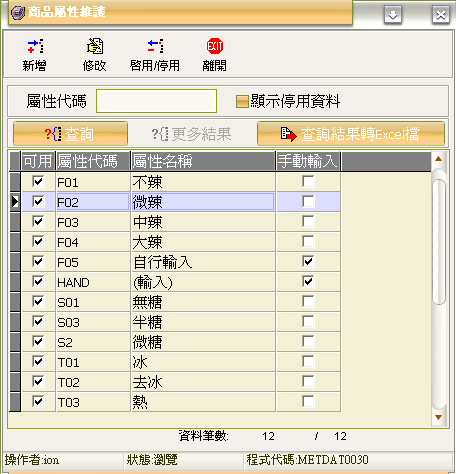 商品屬性維護
新增 修改 啓用/停用 離開
屬性代碼 顯示停用資料
查詢 更多結果 查詢結果轉Excel檔
可用 屬性代碼 屬性名稱 手動輸入
F01 不辣
F02 微辣
F03 中辣
F04 大辣
F05 自行輸入
HAND (輸入)
S01 無糖
S03 半糖
S2 微糖
T01 冰
T02 去冰
T03 熱
資料筆數: 12 / 12
操作者:ion 狀態:瀏覽 程式代碼:METDAT0030